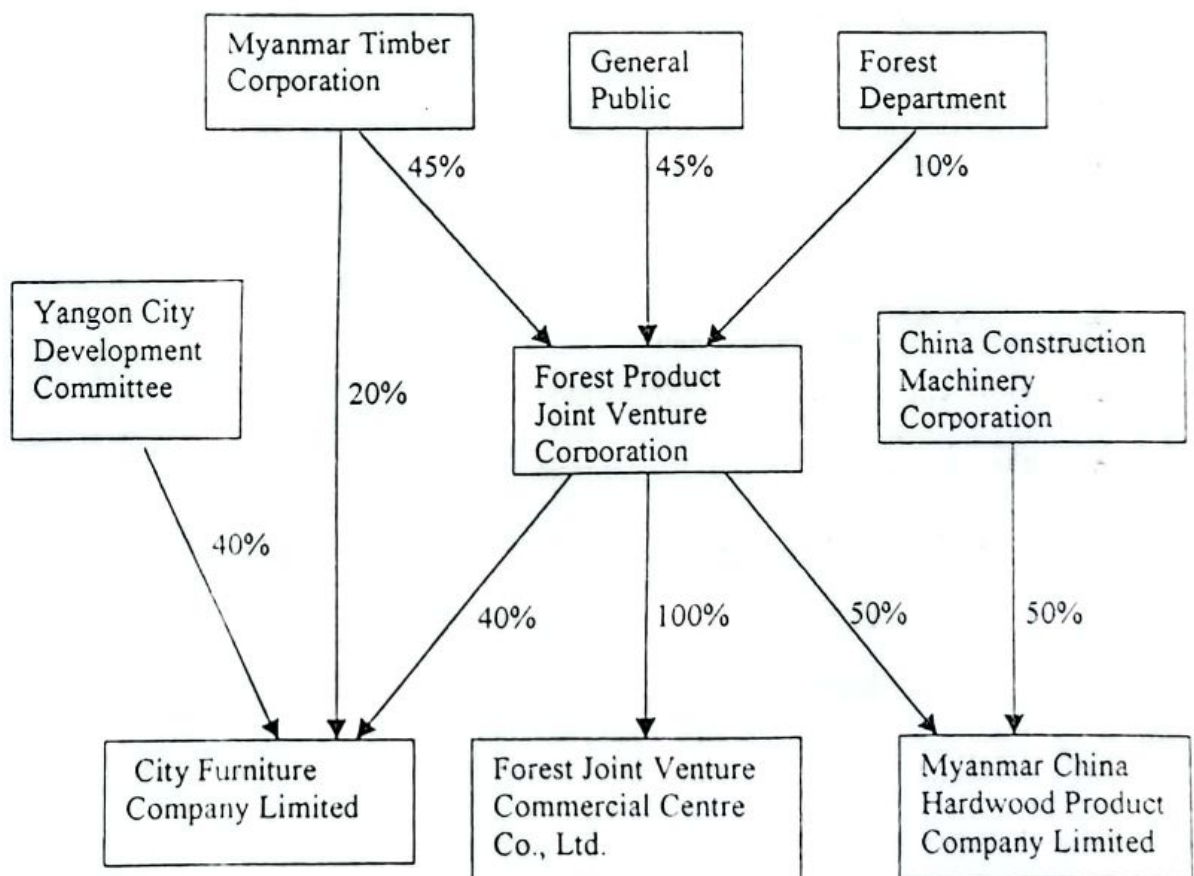 Myanmar Timber
Corporation
General
Public
Forest
Department
45%
45%
10%
Yangon City
Development
Committee
20%
Forest Product
Joint Venture
Corporation
China Construction
Machinery
Corporation
40%
40%
100%
50%
50%
City Furniture
Company Limited
Forest Joint Venture
Commercial Centre
Co., Ltd.
Myanmar China
Hardwood Product
Company Limited